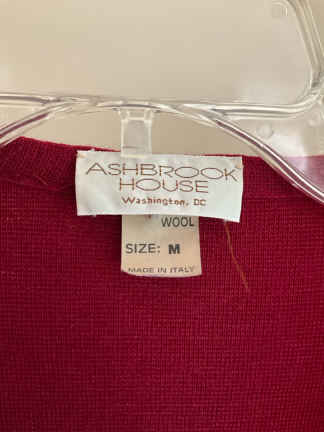 ASHBROOK
HOUSE
Washington, DC
WOOL
SIZE: M
MADE IN ITALY